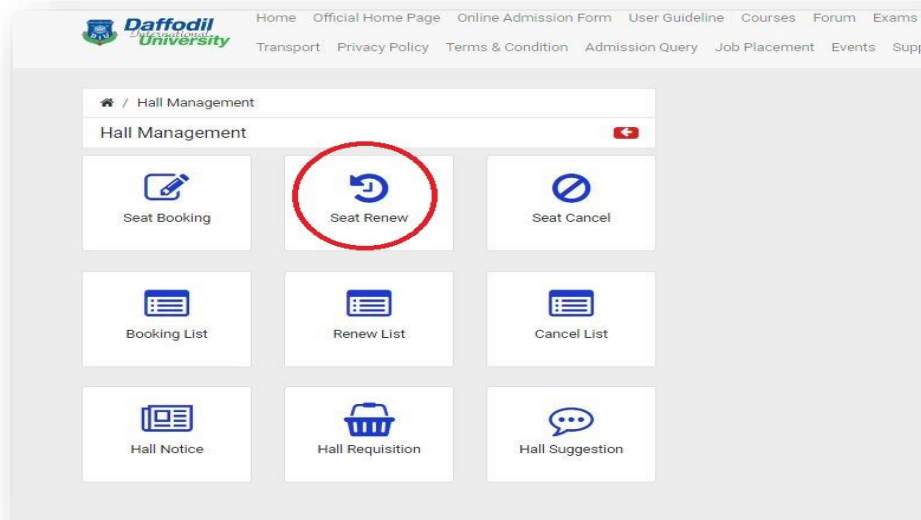 Daffodil
International
University
Home Official Home Page Online Admission Form User Guideline Courses Forum Exams
Transport Privacy Policy Terms & Condition Admission Query Job Placement Events Supp
/ Hall Management
Hall Management
Seat Booking Seat Renew Seat Cancel
Booking List Renew List Cancel List
Hall Notice Hall Requisition Hall Suggestion